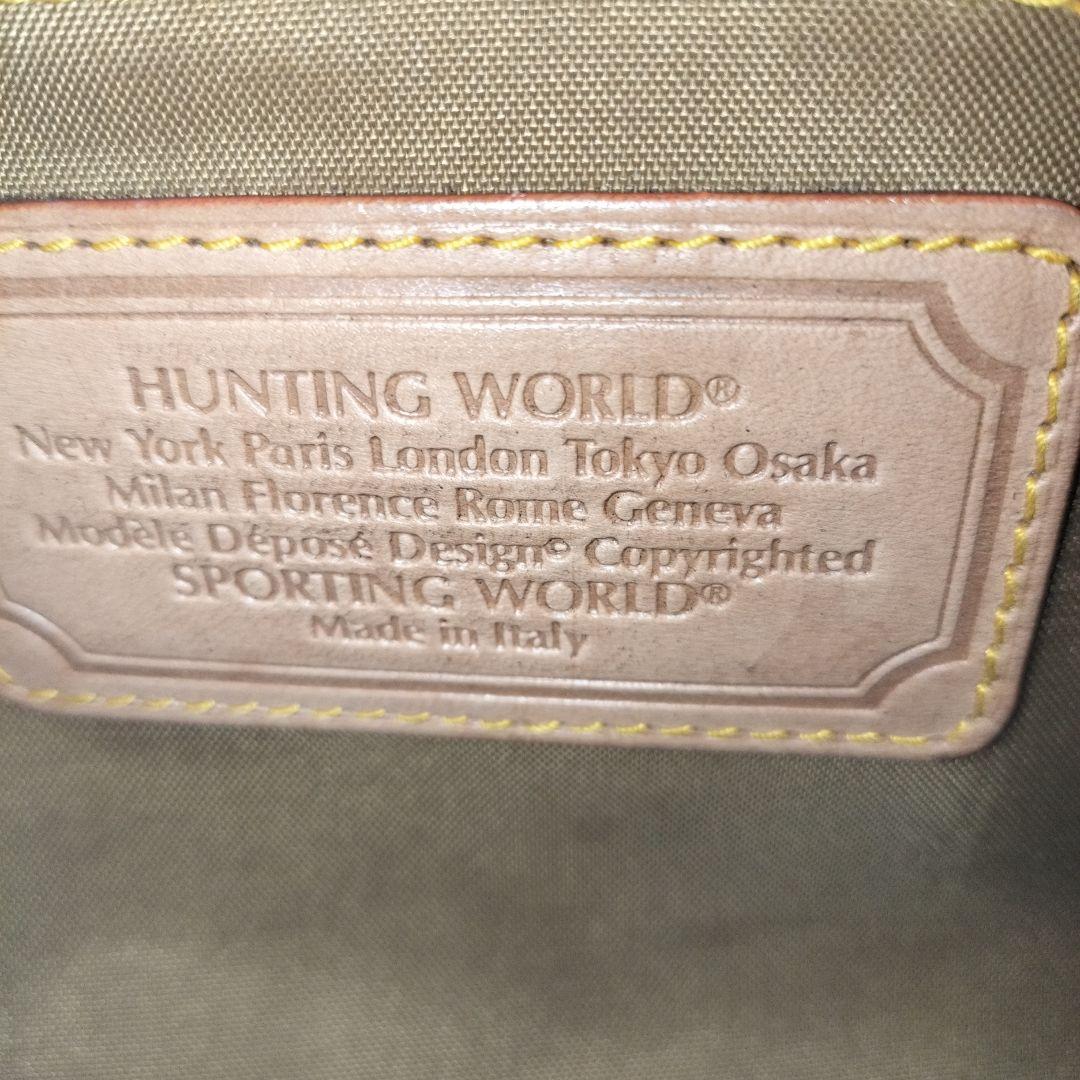 HUNTING WORLD®
New York Paris London Tokyo Osaka
Milan Florence Rome Geneva
Modèle Déposé Design© Copyrighted
SPORTING WORLD®
Made in Italy